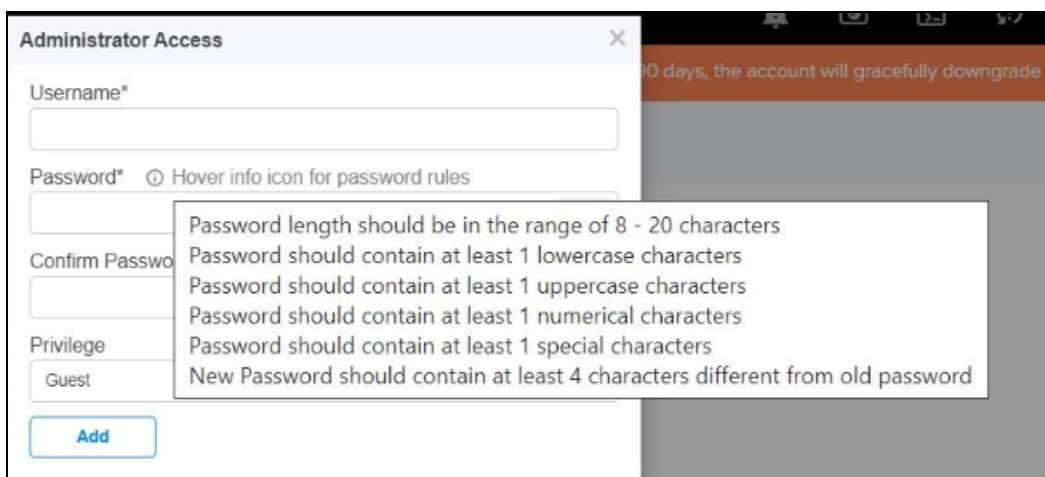 Administrator Access
90 days, the account will gracefully downgrade
Username*
Password* Hover info icon for password rules
Password length should be in the range of 8 - 20 characters
Password should contain at least 1 lowercase characters
Confirm Passwo
Password should contain at least 1 uppercase characters
Password should contain at least 1 numerical characters
Privilege
Password should contain at least 1 special characters
Guest
New Password should contain at least 4 characters different from old password
Add